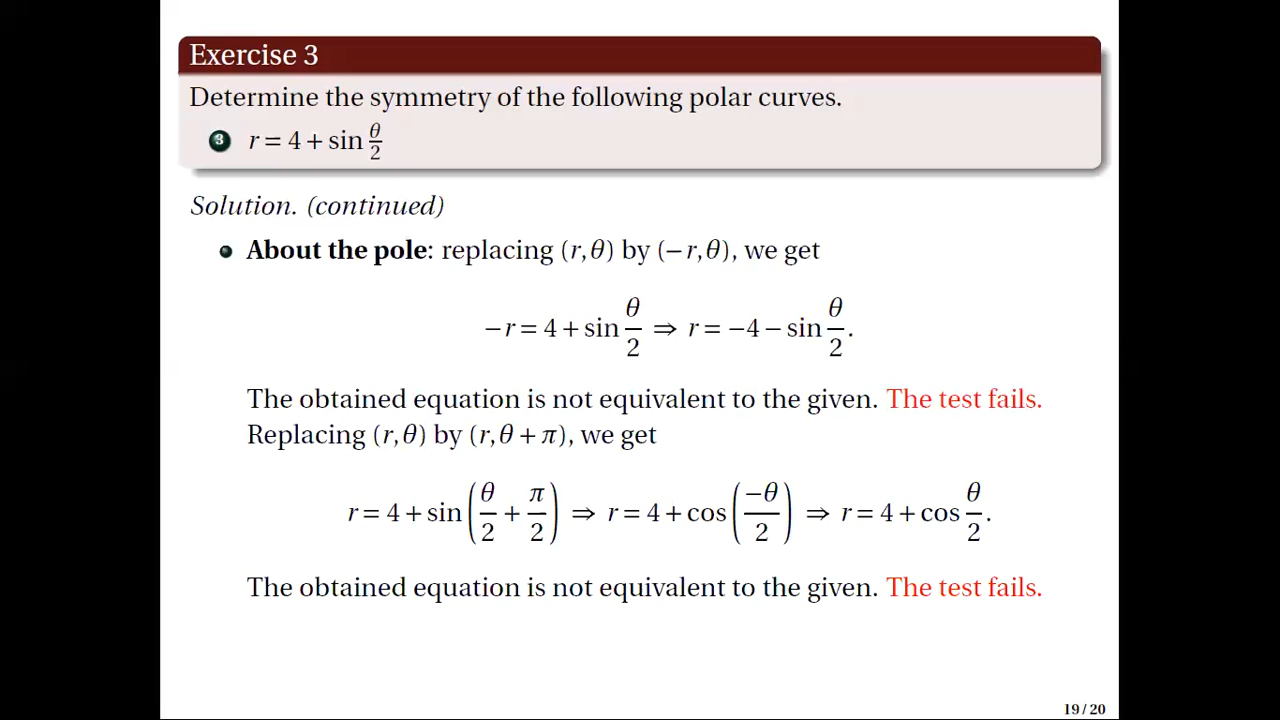 Exercise 3
Determine the symmetry of the following polar curves.
3 r = 4 + sin θ/2
Solution. (continued)
About the pole: replacing (r,θ) by (−r,θ), we get
−r = 4 + sin θ/2 ⇒ r = −4 − sin θ/2.
The obtained equation is not equivalent to the given. The test fails.
Replacing (r,θ) by (r,θ + π), we get
r = 4 + sin(θ/2 + π/2) ⇒ r = 4 + cos(−θ/2) ⇒ r = 4 + cos θ/2.
The obtained equation is not equivalent to the given. The test fails.
19 / 20